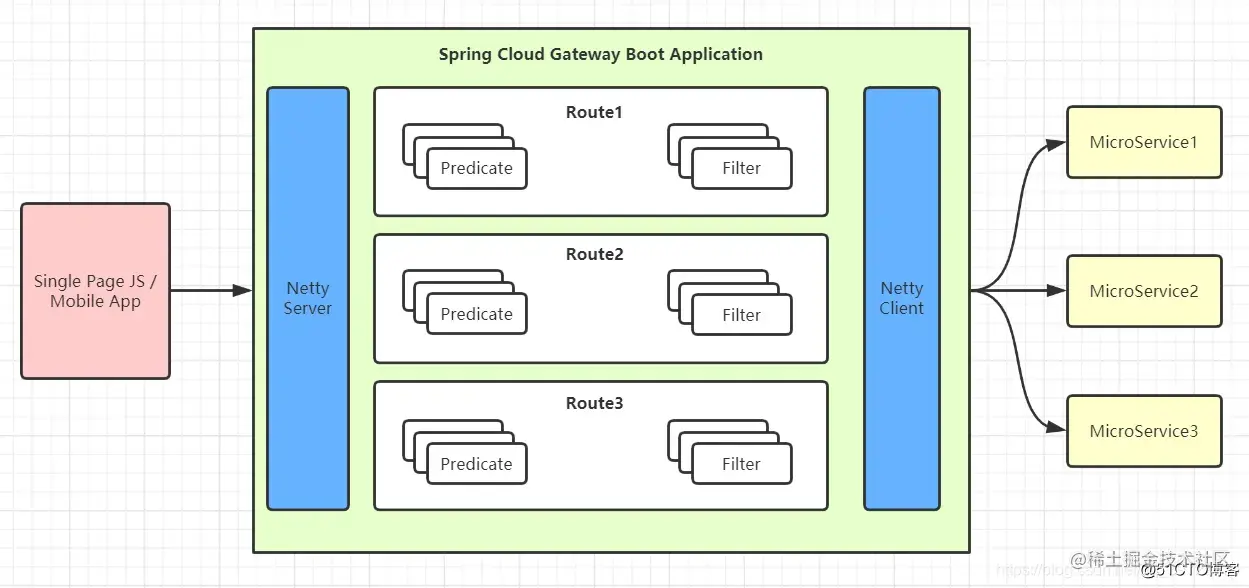 Spring Cloud Gateway Boot Application
Single Page JS /
Mobile App
Netty
Server
Route1
Predicate
Filter
Route2
Predicate
Filter
Route3
Predicate
Filter
Netty
Client
MicroService1
MicroService2
MicroService3
@稀土掘金技术社区
@51CTO博客